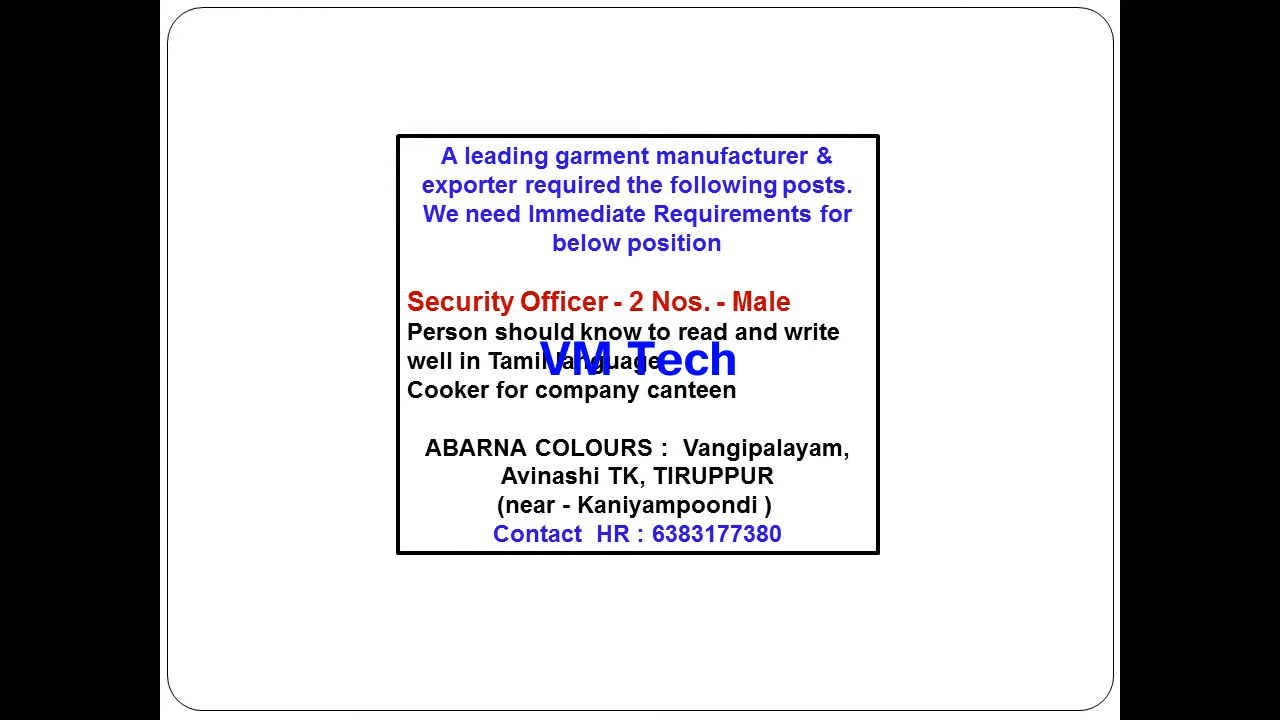 A leading garment manufacturer &
exporter required the following posts.
We need Immediate Requirements for
below position
Security Officer - 2 Nos. - Male
Person should know to read and write
well in Tamil language
VM Tech
Cooker for company canteen
ABARNA COLOURS : Vangipalayam,
Avinashi TK, TIRUPPUR
(near - Kaniyampoondi )
Contact HR : 6383177380